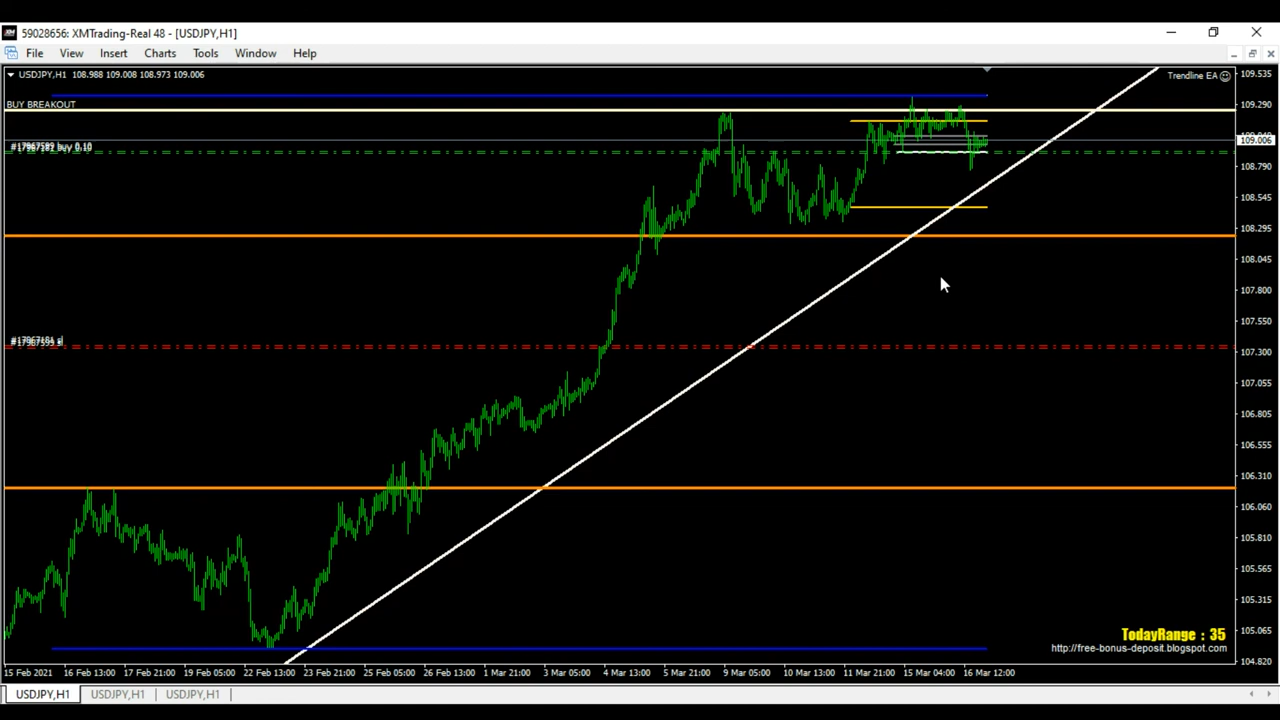 59028656: XMTrading-Real 48 - [USDJPY,H1]
File View Insert Charts Tools Window Help
USDJPY,H1 108.988 109.008 108.973 109.006
Trendline EA
BUY BREAKOUT
buy 0.10
sl
109.535
109.290
109.006
108.790
108.545
108.295
108.045
107.800
107.550
107.300
107.055
106.805
106.555
106.310
106.060
105.810
105.565
105.315
105.065
104.820
TodayRange : 35
http://free-bonus-deposit.blogspot.com
15 Feb 2021 16 Feb 13:00 17 Feb 21:00 19 Feb 05:00 22 Feb 13:00 23 Feb 21:00 25 Feb 05:00 26 Feb 13:00 1 Mar 21:00 3 Mar 05:00 4 Mar 13:00 5 Mar 21:00 9 Mar 05:00 10 Mar 13:00 11 Mar 21:00 15 Mar 04:00 16 Mar 12:00
USDJPY,H1 USDJPY,H1 USDJPY,H1